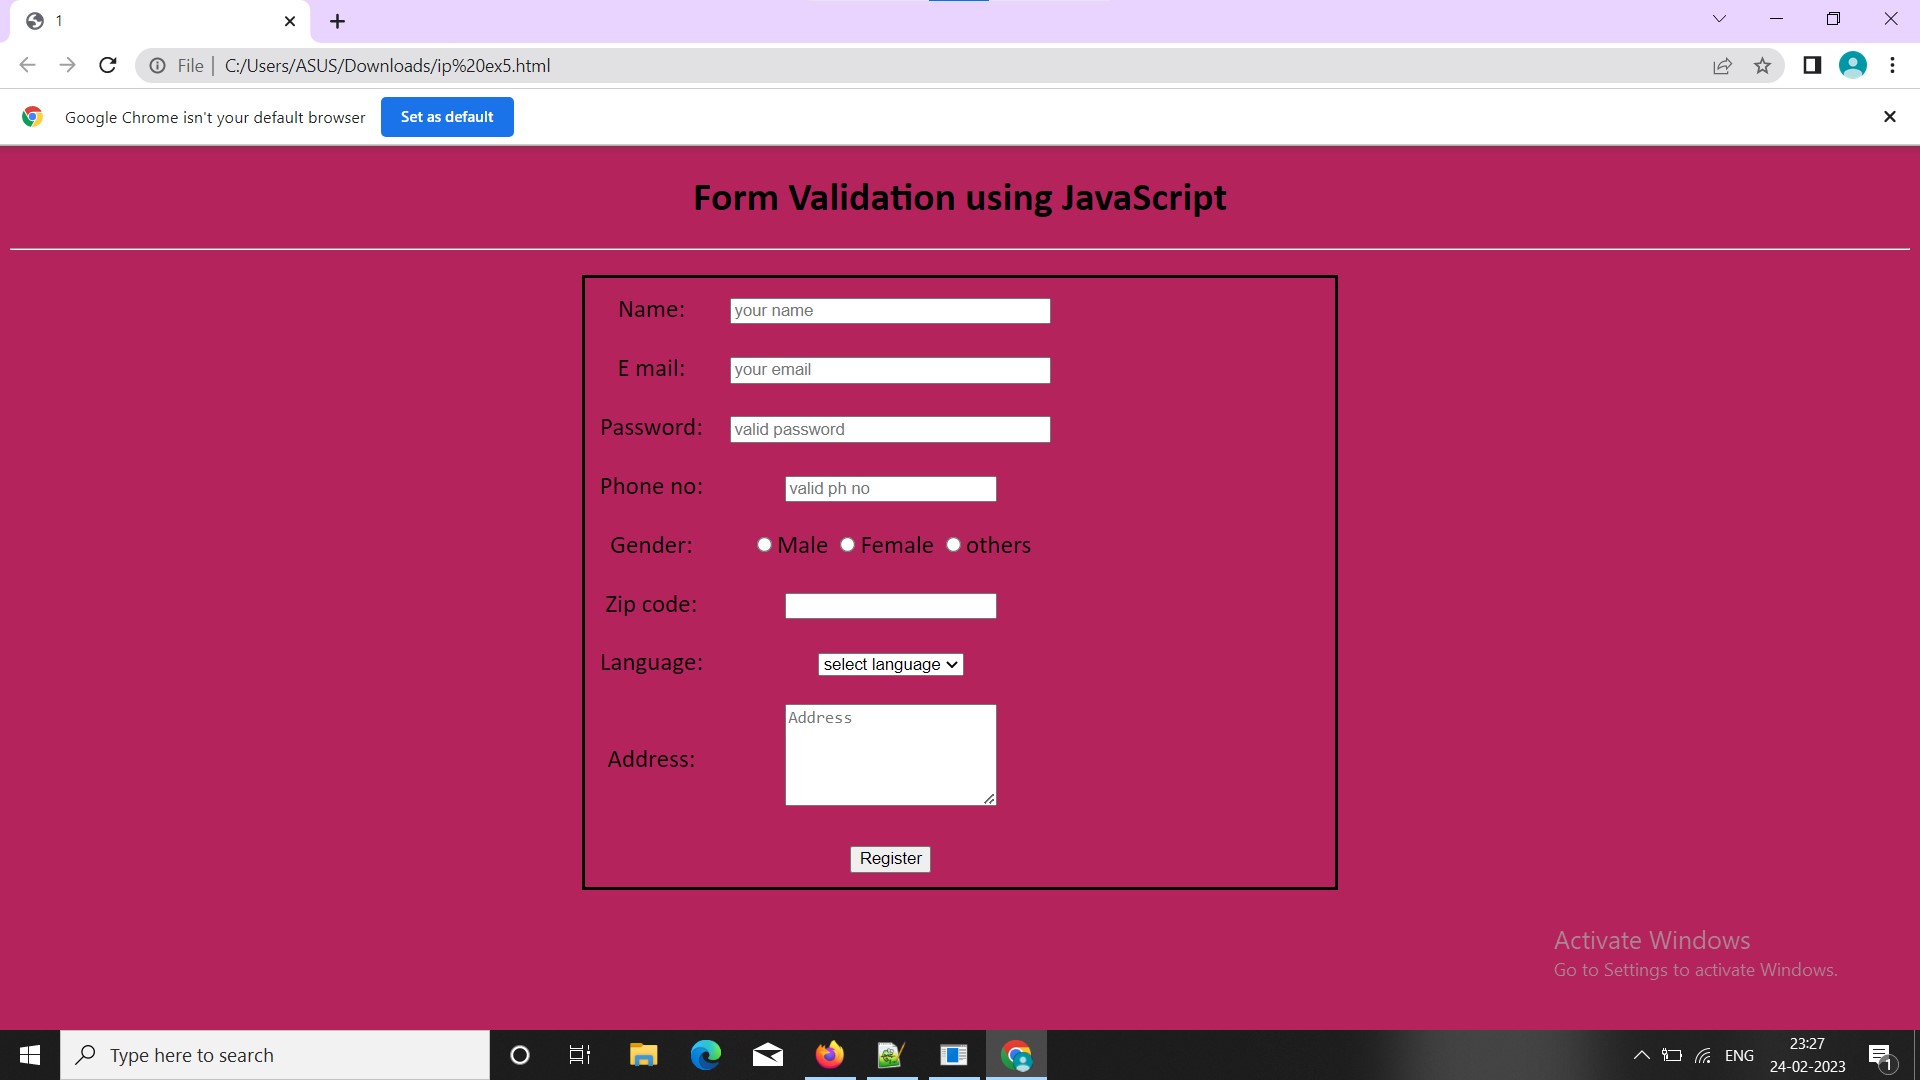 1
File | C:/Users/ASUS/Downloads/ip%20ex5.html
Google Chrome isn't your default browser Set as default
Form Validation using JavaScript
Name: your name
E mail: your email
Password: valid password
Phone no: valid ph no
Gender: Male Female others
Zip code:
Language: select language
Address
Address:
Register
Activate Windows
Go to Settings to activate Windows.
Type here to search
ENG
23:27
24-02-2023
1